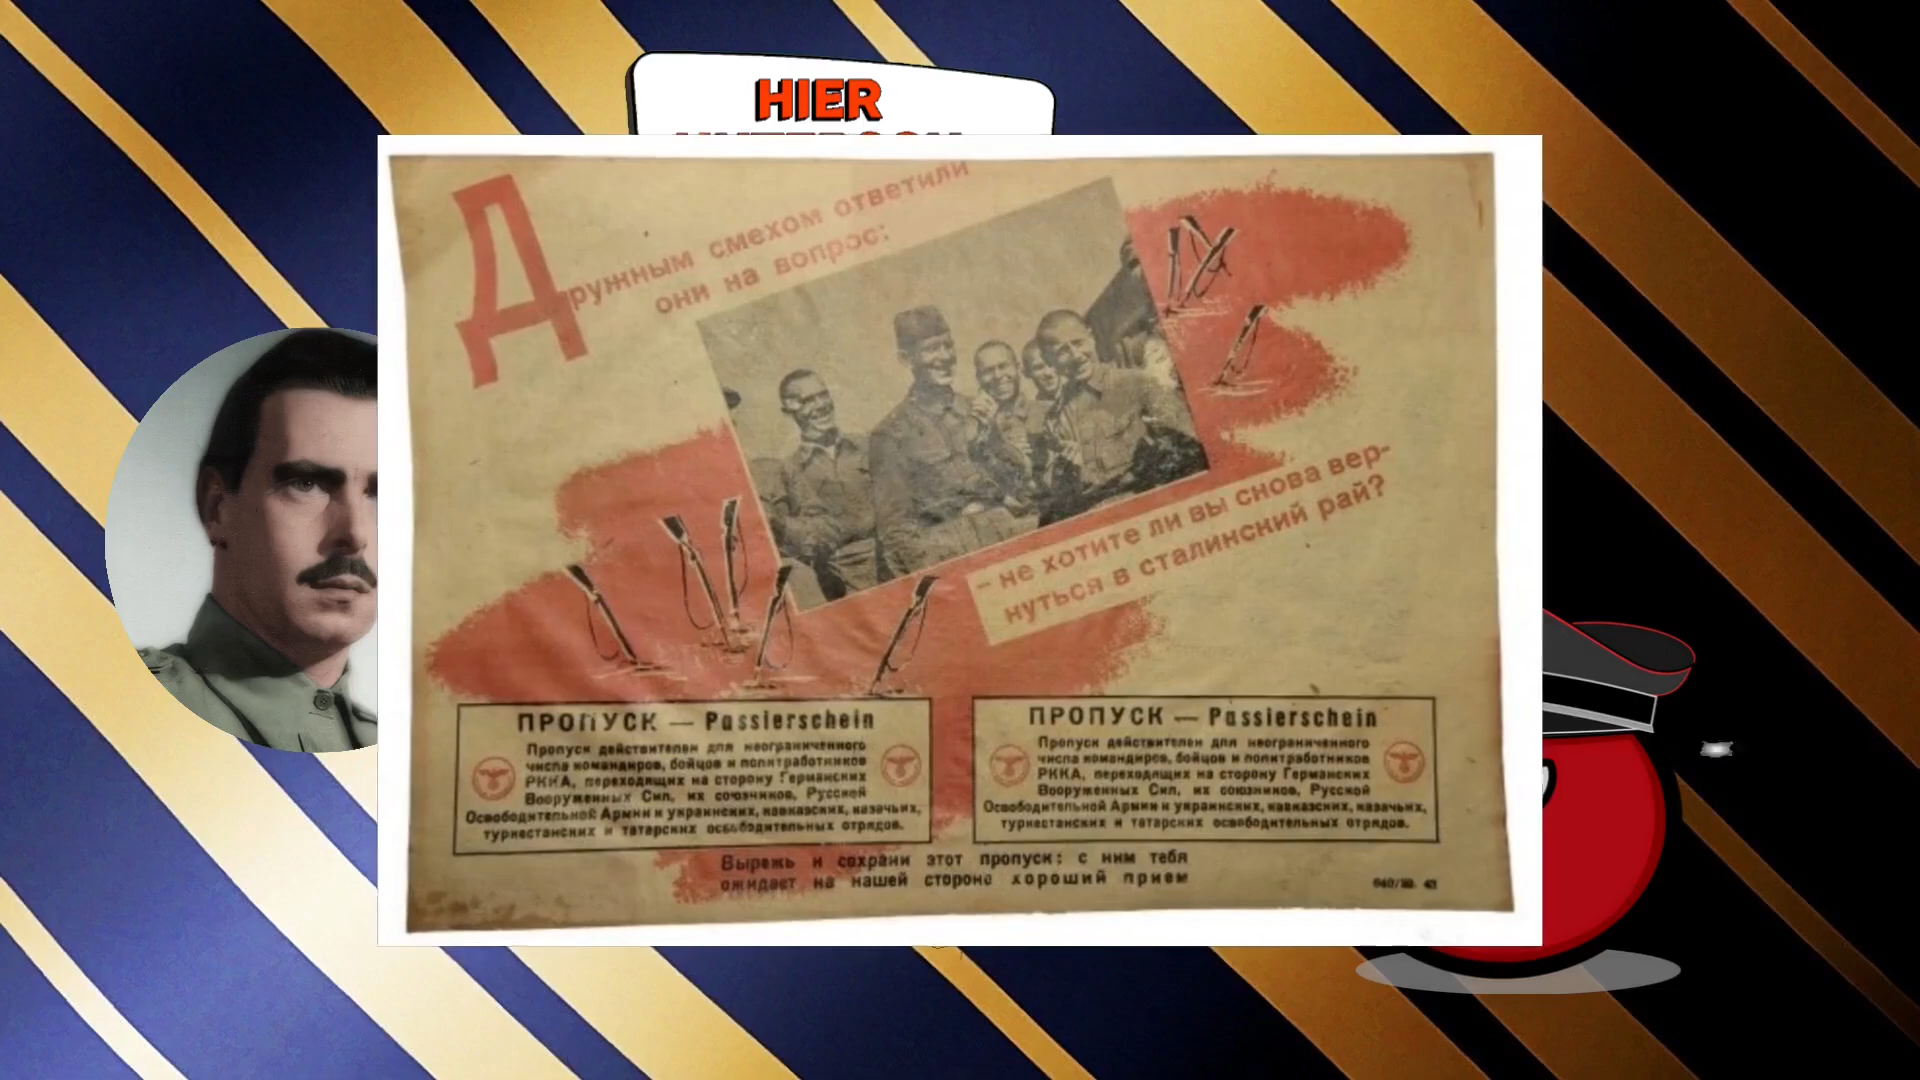 HIER
Дружным смехом ответили
они на вопрос:
– не хотите ли вы снова вер-
нуться в сталинский рай?
ПРОПУСК — Passierschein
Пропуск действителен для неограниченного
числа командиров, бойцов и политработников
РККА, переходящих на сторону Германских
Вооруженных Сил, их союзников, Русской
Освободительной Армии и украинских, кавказских, казачьих,
туркестанских и татарских освободительных отрядов.
ПРОПУСК — Passierschein
Пропуск действителен для неограниченного
числа командиров, бойцов и политработников
РККА, переходящих на сторону Германских
Вооруженных Сил, их союзников, Русской
Освободительной Армии и украинских, кавказских, казачьих,
туркестанских и татарских освободительных отрядов.
Вырежь и сохрани этот пропуск: с ним тебя
ожидает на нашей стороне хороший прием